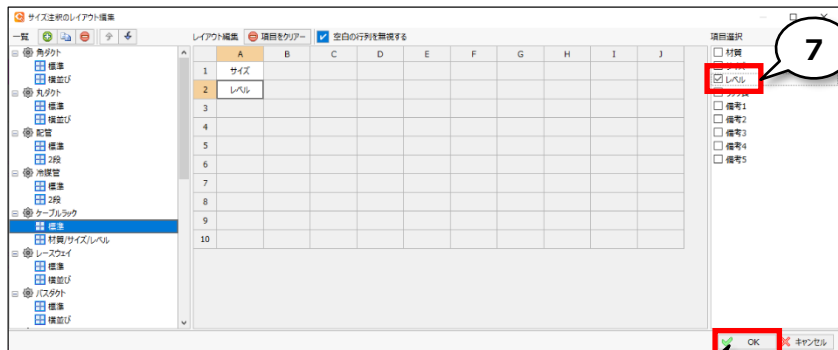 サイズ注釈のレイアウト編集
一覧
レイアウト編集 項目をクリアー 空白の行列を無視する
項目選択
角ダクト
標準
横並び
丸ダクト
標準
横並び
配管
標準
2段
冷媒管
標準
2段
ケーブルラック
標準
材質/サイズ/レベル
レースウェイ
標準
横並び
バスダクト
標準
横並び
A B C D E F G H I J
1 サイズ
2 レベル
3
4
5
6
7
8
9
10
材質
レベル
備考1
備考2
備考3
備考4
備考5
7
OK キャンセル